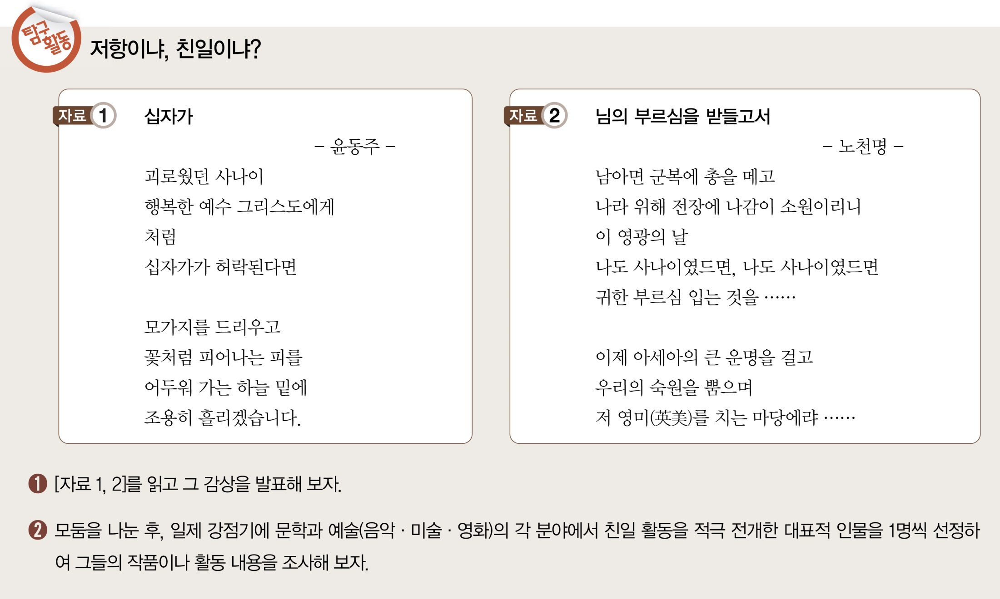 탐구
활동
저항이냐, 친일이냐?
자료 1
십자가
– 윤동주 –
괴로웠던 사나이
행복한 예수 그리스도에게
처럼
십자가가 허락된다면
모가지를 드리우고
꽃처럼 피어나는 피를
어두워 가는 하늘 밑에
조용히 흘리겠습니다.
자료 2
님의 부르심을 받들고서
– 노천명 –
남아면 군복에 총을 메고
나라 위해 전장에 나감이 소원이리니
이 영광의 날
나도 사나이였드면, 나도 사나이였드면
귀한 부르심 입는 것을 ……
이제 아세아의 큰 운명을 걸고
우리의 숙원을 뿜으며
저 영미(英美)를 치는 마당에랴 ……
1 [자료 1, 2]를 읽고 그 감상을 발표해 보자.
2 모둠을 나눈 후, 일제 강점기에 문학과 예술(음악 · 미술 · 영화)의 각 분야에서 친일 활동을 적극 전개한 대표적 인물을 1명씩 선정하
여 그들의 작품이나 활동 내용을 조사해 보자.